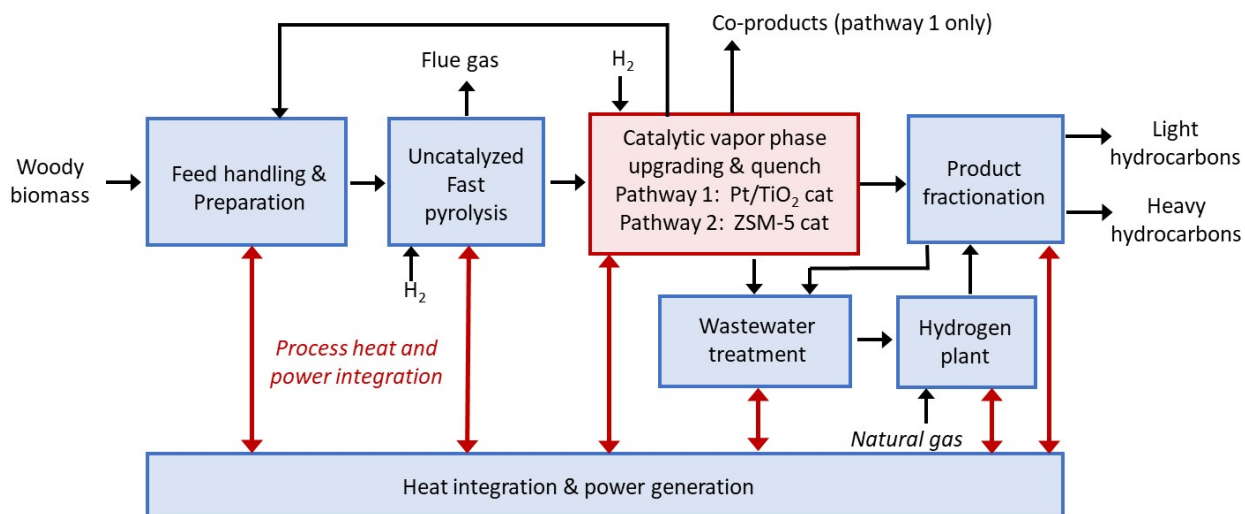 Co-products (pathway 1 only)
Flue gas
H₂
Woody
biomass
Feed handling &
Preparation
Uncatalyzed
Fast
pyrolysis
Catalytic vapor phase
upgrading & quench
Pathway 1: Pt/TiO₂ cat
Pathway 2: ZSM-5 cat
Product
fractionation
Light
hydrocarbons
Heavy
hydrocarbons
H₂
Process heat and
power integration
Wastewater
treatment
Hydrogen
plant
Natural gas
Heat integration & power generation